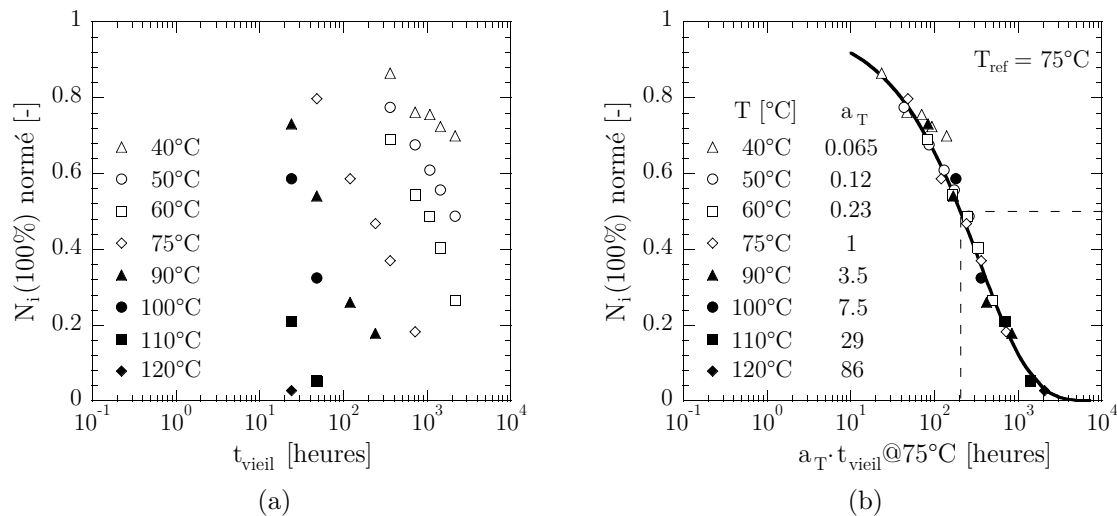 1
0.8
0.6
0.4
0.2
0
N_i(100%) normé [-]
40°C
50°C
60°C
75°C
90°C
100°C
110°C
120°C
10^-1 10^0 10^1 10^2 10^3 10^4
t_vieil [heures]
(a)
1
0.8
0.6
0.4
0.2
0
N_i(100%) normé [-]
T_ref = 75°C
T [°C] a_T
40°C 0.065
50°C 0.12
60°C 0.23
75°C 1
90°C 3.5
100°C 7.5
110°C 29
120°C 86
10^-1 10^0 10^1 10^2 10^3 10^4
a_T·t_vieil@75°C [heures]
(b)